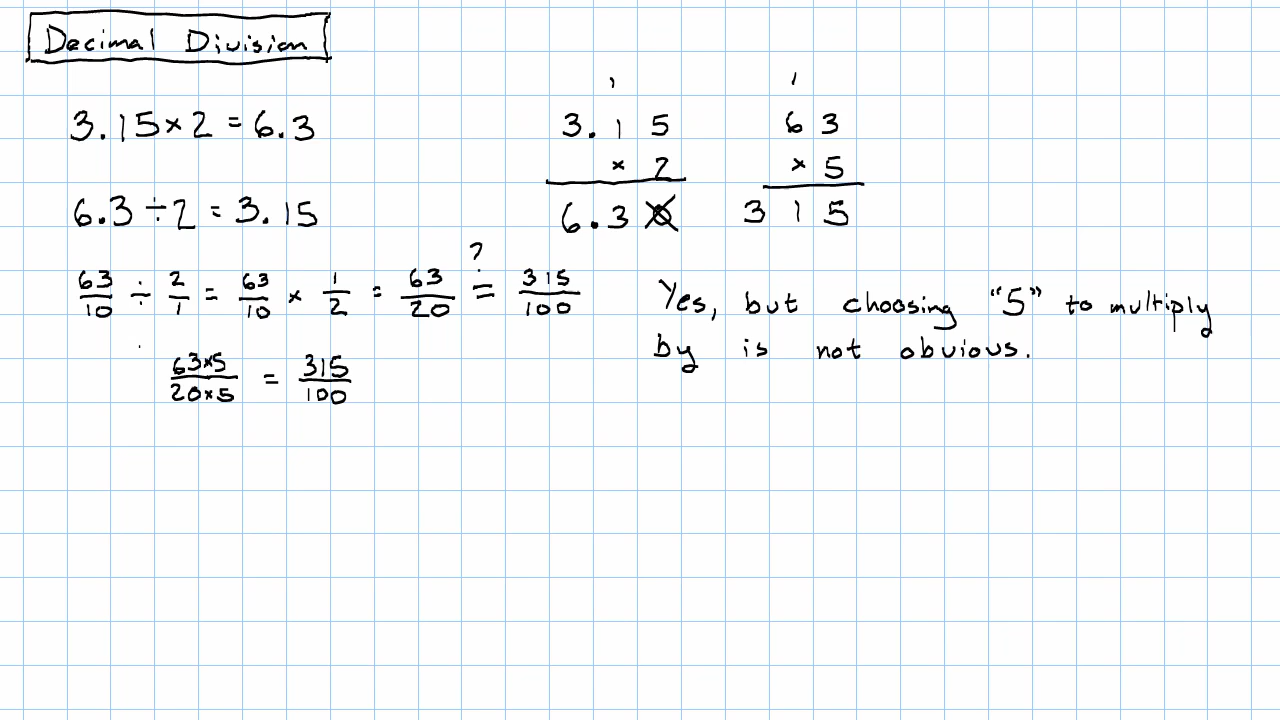 Decimal Division
3.15 × 2 = 6.3
6.3 ÷ 2 = 3.15
63/10 ÷ 2/1 = 63/10 × 1/2 = 63/20 ?= 315/100
63×5/20×5 = 315/100
1
3.15
× 2
6.30
1
63
× 5
315
Yes, but choosing "5" to multiply
by is not obvious.